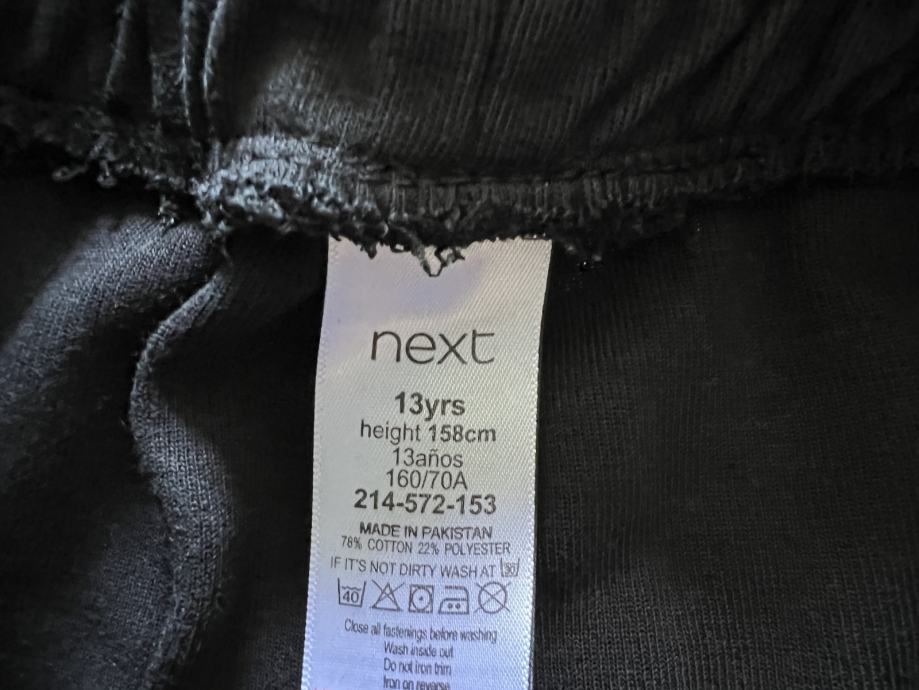 next
13yrs
height 158cm
13años
160/70A
214-572-153
MADE IN PAKISTAN
78% COTTON 22% POLYESTER
IF IT'S NOT DIRTY WASH AT 30
40
Close all fastenings before washing
Wash inside out
Do not iron trim
Iron on reverse